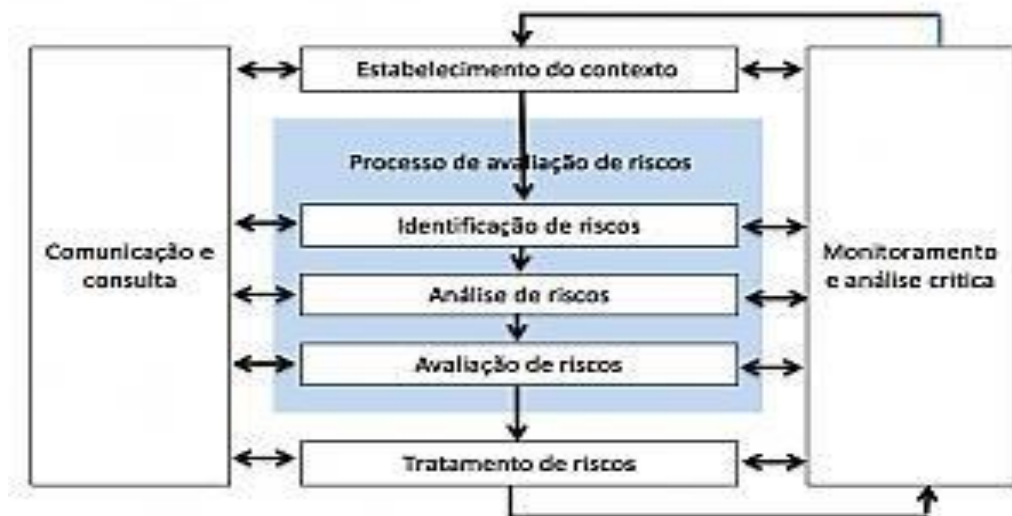 Estabelecimento do contexto
Processo de avaliação de riscos
Identificação de riscos
Comunicação e
consulta
Monitoramento
e análise crítica
Análise de riscos
Avaliação de riscos
Tratamento de riscos